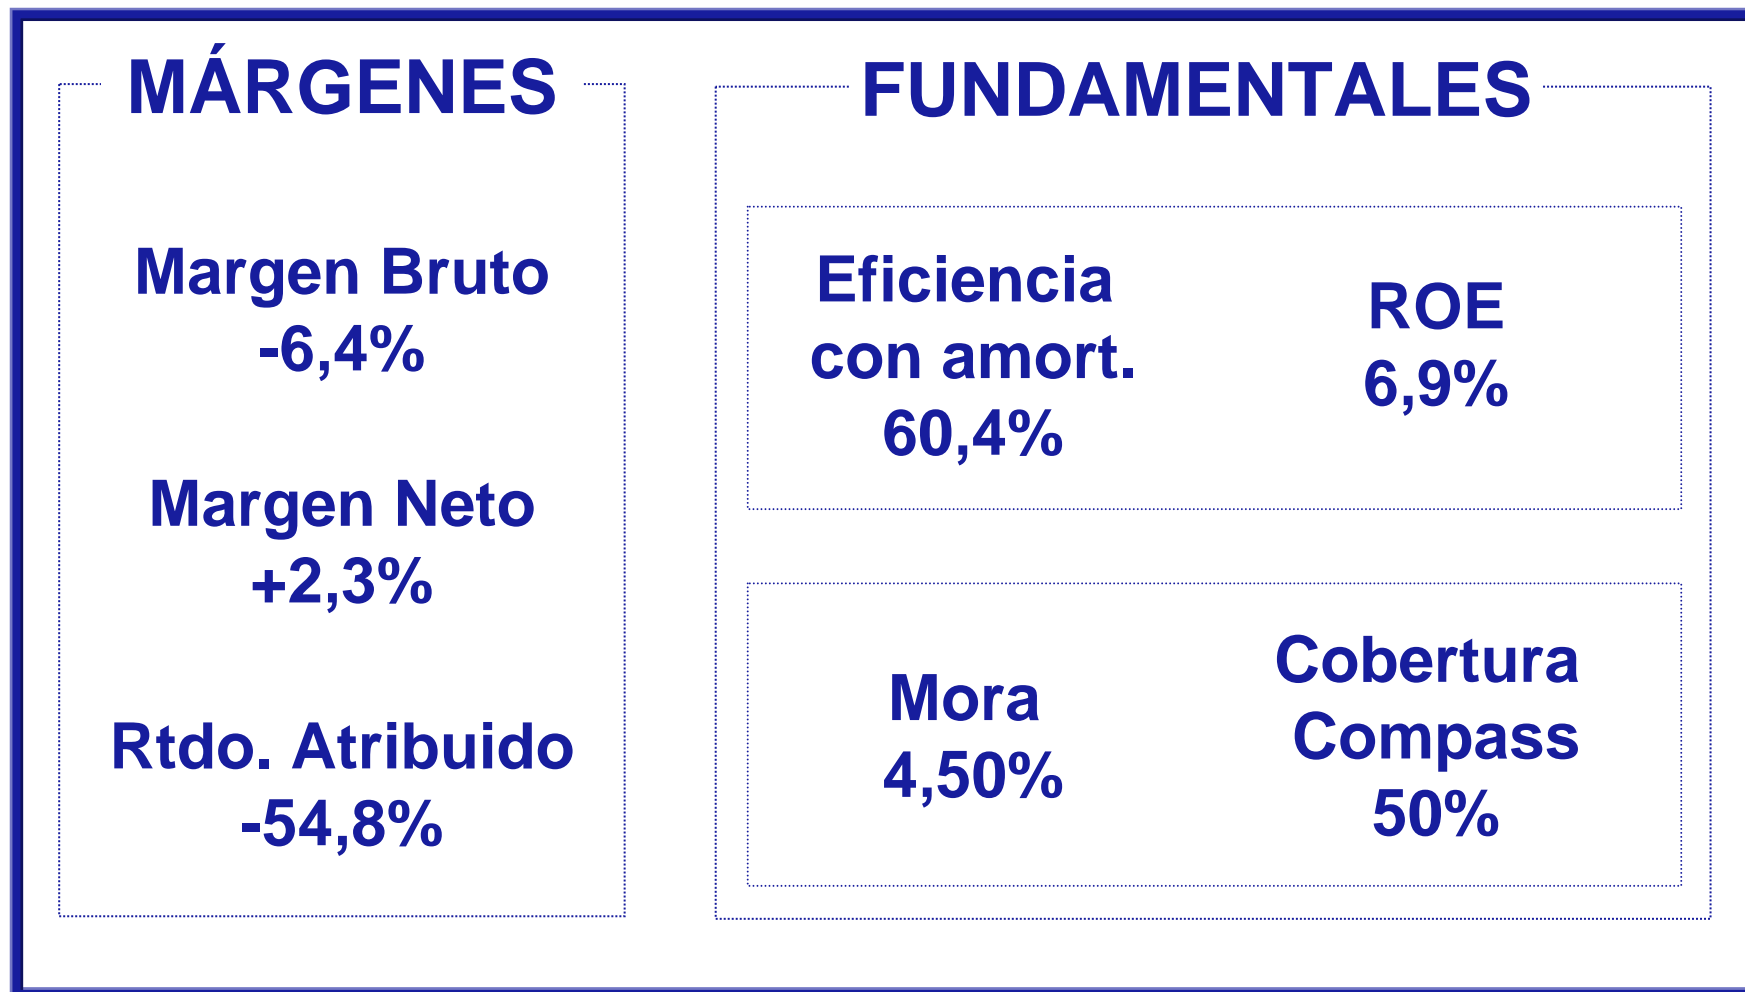 MÁRGENES
Margen Bruto
-6,4%
Margen Neto
+2,3%
Rtdo. Atribuido
-54,8%
FUNDAMENTALES
Eficiencia
con amort.
60,4%
ROE
6,9%
Mora
4,50%
Cobertura
Compass
50%